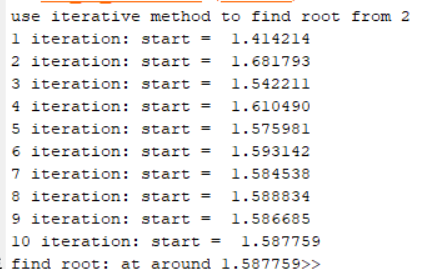 use iterative method to find root from 2
1 iteration: start =  1.414214
2 iteration: start =  1.681793
3 iteration: start =  1.542211
4 iteration: start =  1.610490
5 iteration: start =  1.575981
6 iteration: start =  1.593142
7 iteration: start =  1.584538
8 iteration: start =  1.588834
9 iteration: start =  1.586685
10 iteration: start =  1.587759
find root: at around 1.587759>>